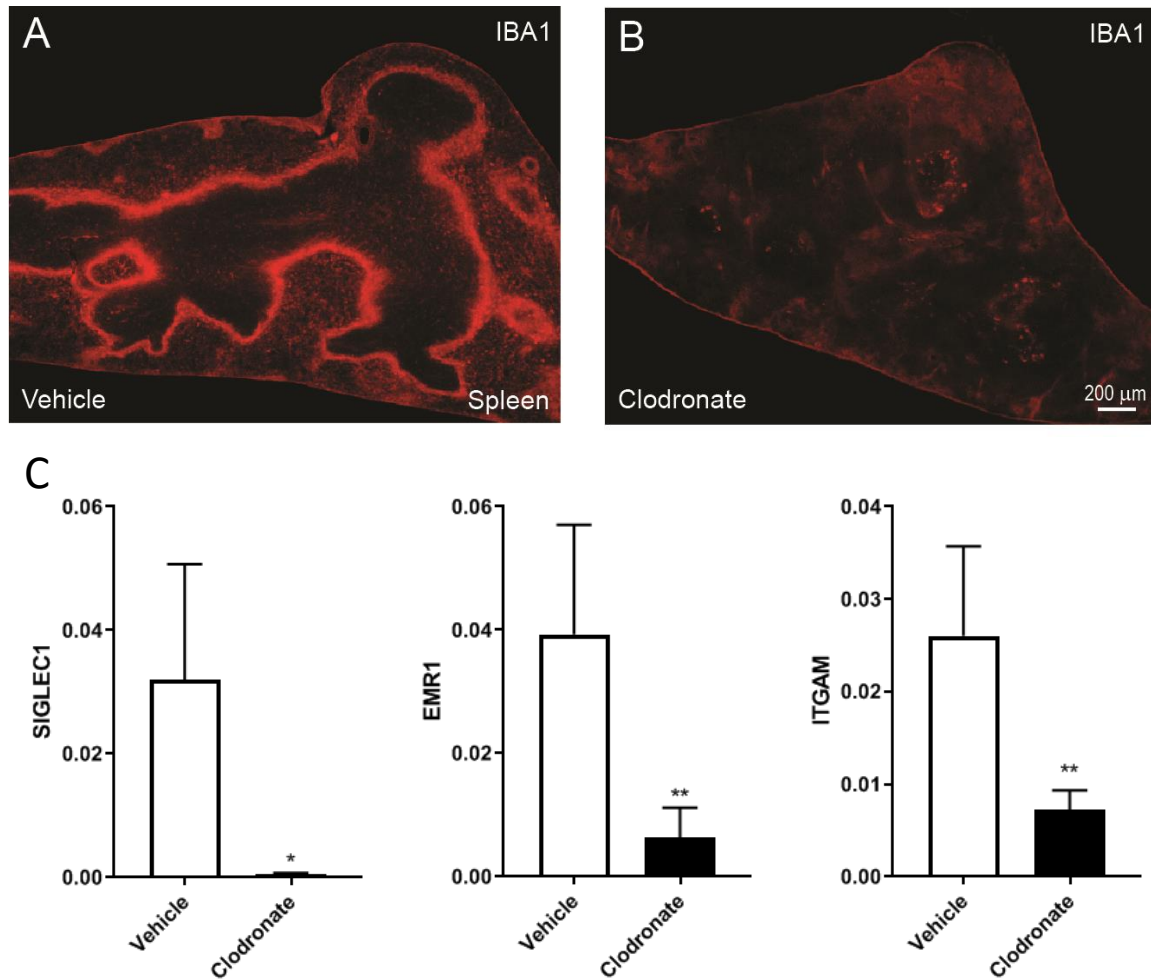 A
IBA1
Vehicle
Spleen
B
IBA1
Clodronate
200 μm
C
SIGLEC1
0.06
0.04
0.02
0.00
*
Vehicle
Clodronate
EMR1
0.06
0.04
0.02
0.00
**
Vehicle
Clodronate
ITGAM
0.04
0.03
0.02
0.01
0.00
**
Vehicle
Clodronate